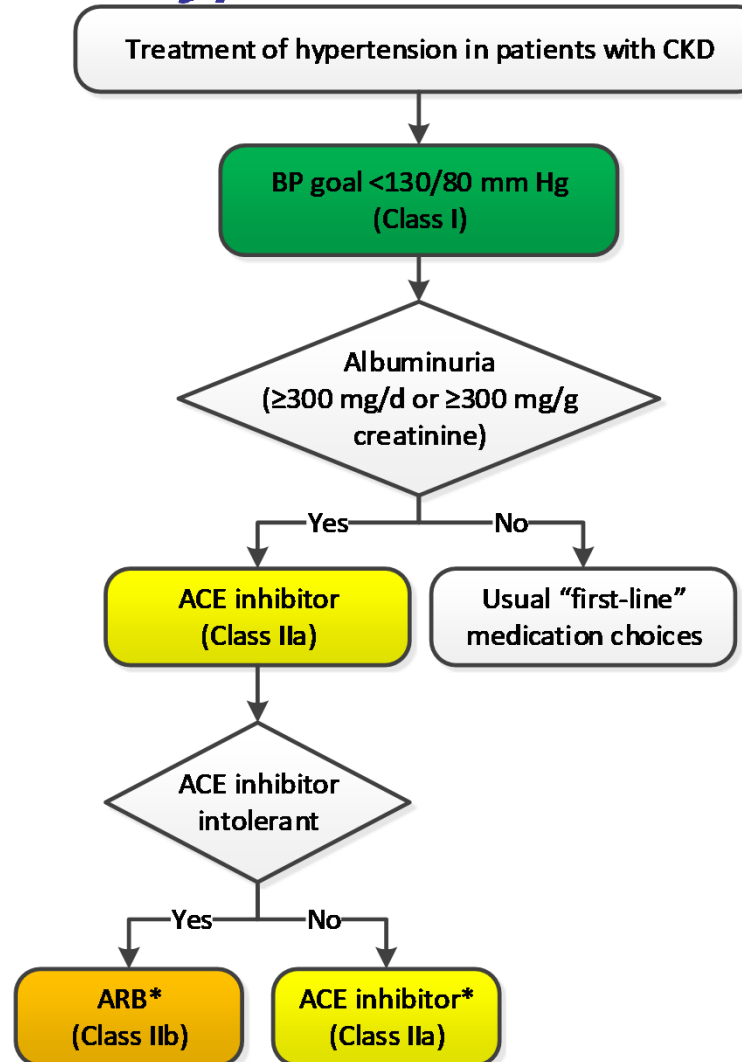 Treatment of hypertension in patients with CKD
BP goal <130/80 mm Hg
(Class I)
Albuminuria
(≥300 mg/d or ≥300 mg/g
creatinine)
Yes
No
ACE inhibitor
(Class IIa)
Usual “first-line”
medication choices
ACE inhibitor
intolerant
Yes
No
ARB*
(Class IIb)
ACE inhibitor*
(Class IIa)